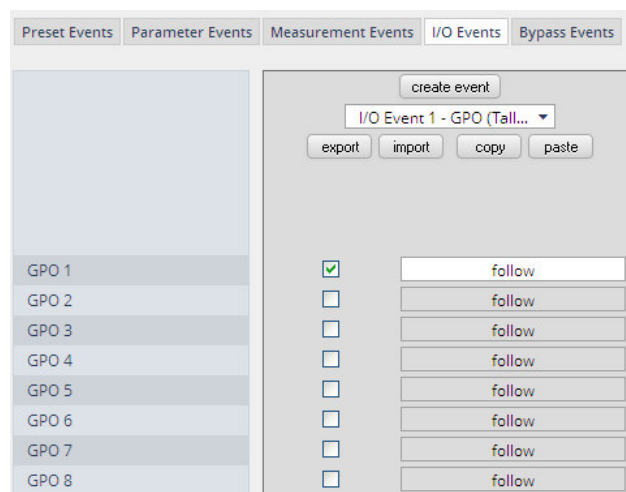 Preset Events Parameter Events Measurement Events I/O Events Bypass Events
create event
I/O Event 1 - GPO (Tall...
export import copy paste
GPO 1 follow
GPO 2 follow
GPO 3 follow
GPO 4 follow
GPO 5 follow
GPO 6 follow
GPO 7 follow
GPO 8 follow